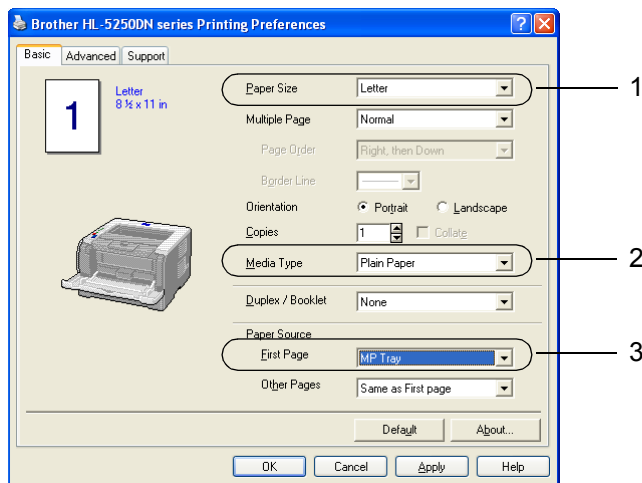 Brother HL-5250DN series Printing Preferences
Basic Advanced Support
1
Letter
8 ½ x 11 in
Paper Size Letter 1
Multiple Page Normal
Page Order Right, then Down
Border Line
Orientation Portrait Landscape
Copies 1 Collate
Media Type Plain Paper 2
Duplex / Booklet None
Paper Source
First Page MP Tray 3
Other Pages Same as First page
Default About...
OK Cancel Apply Help